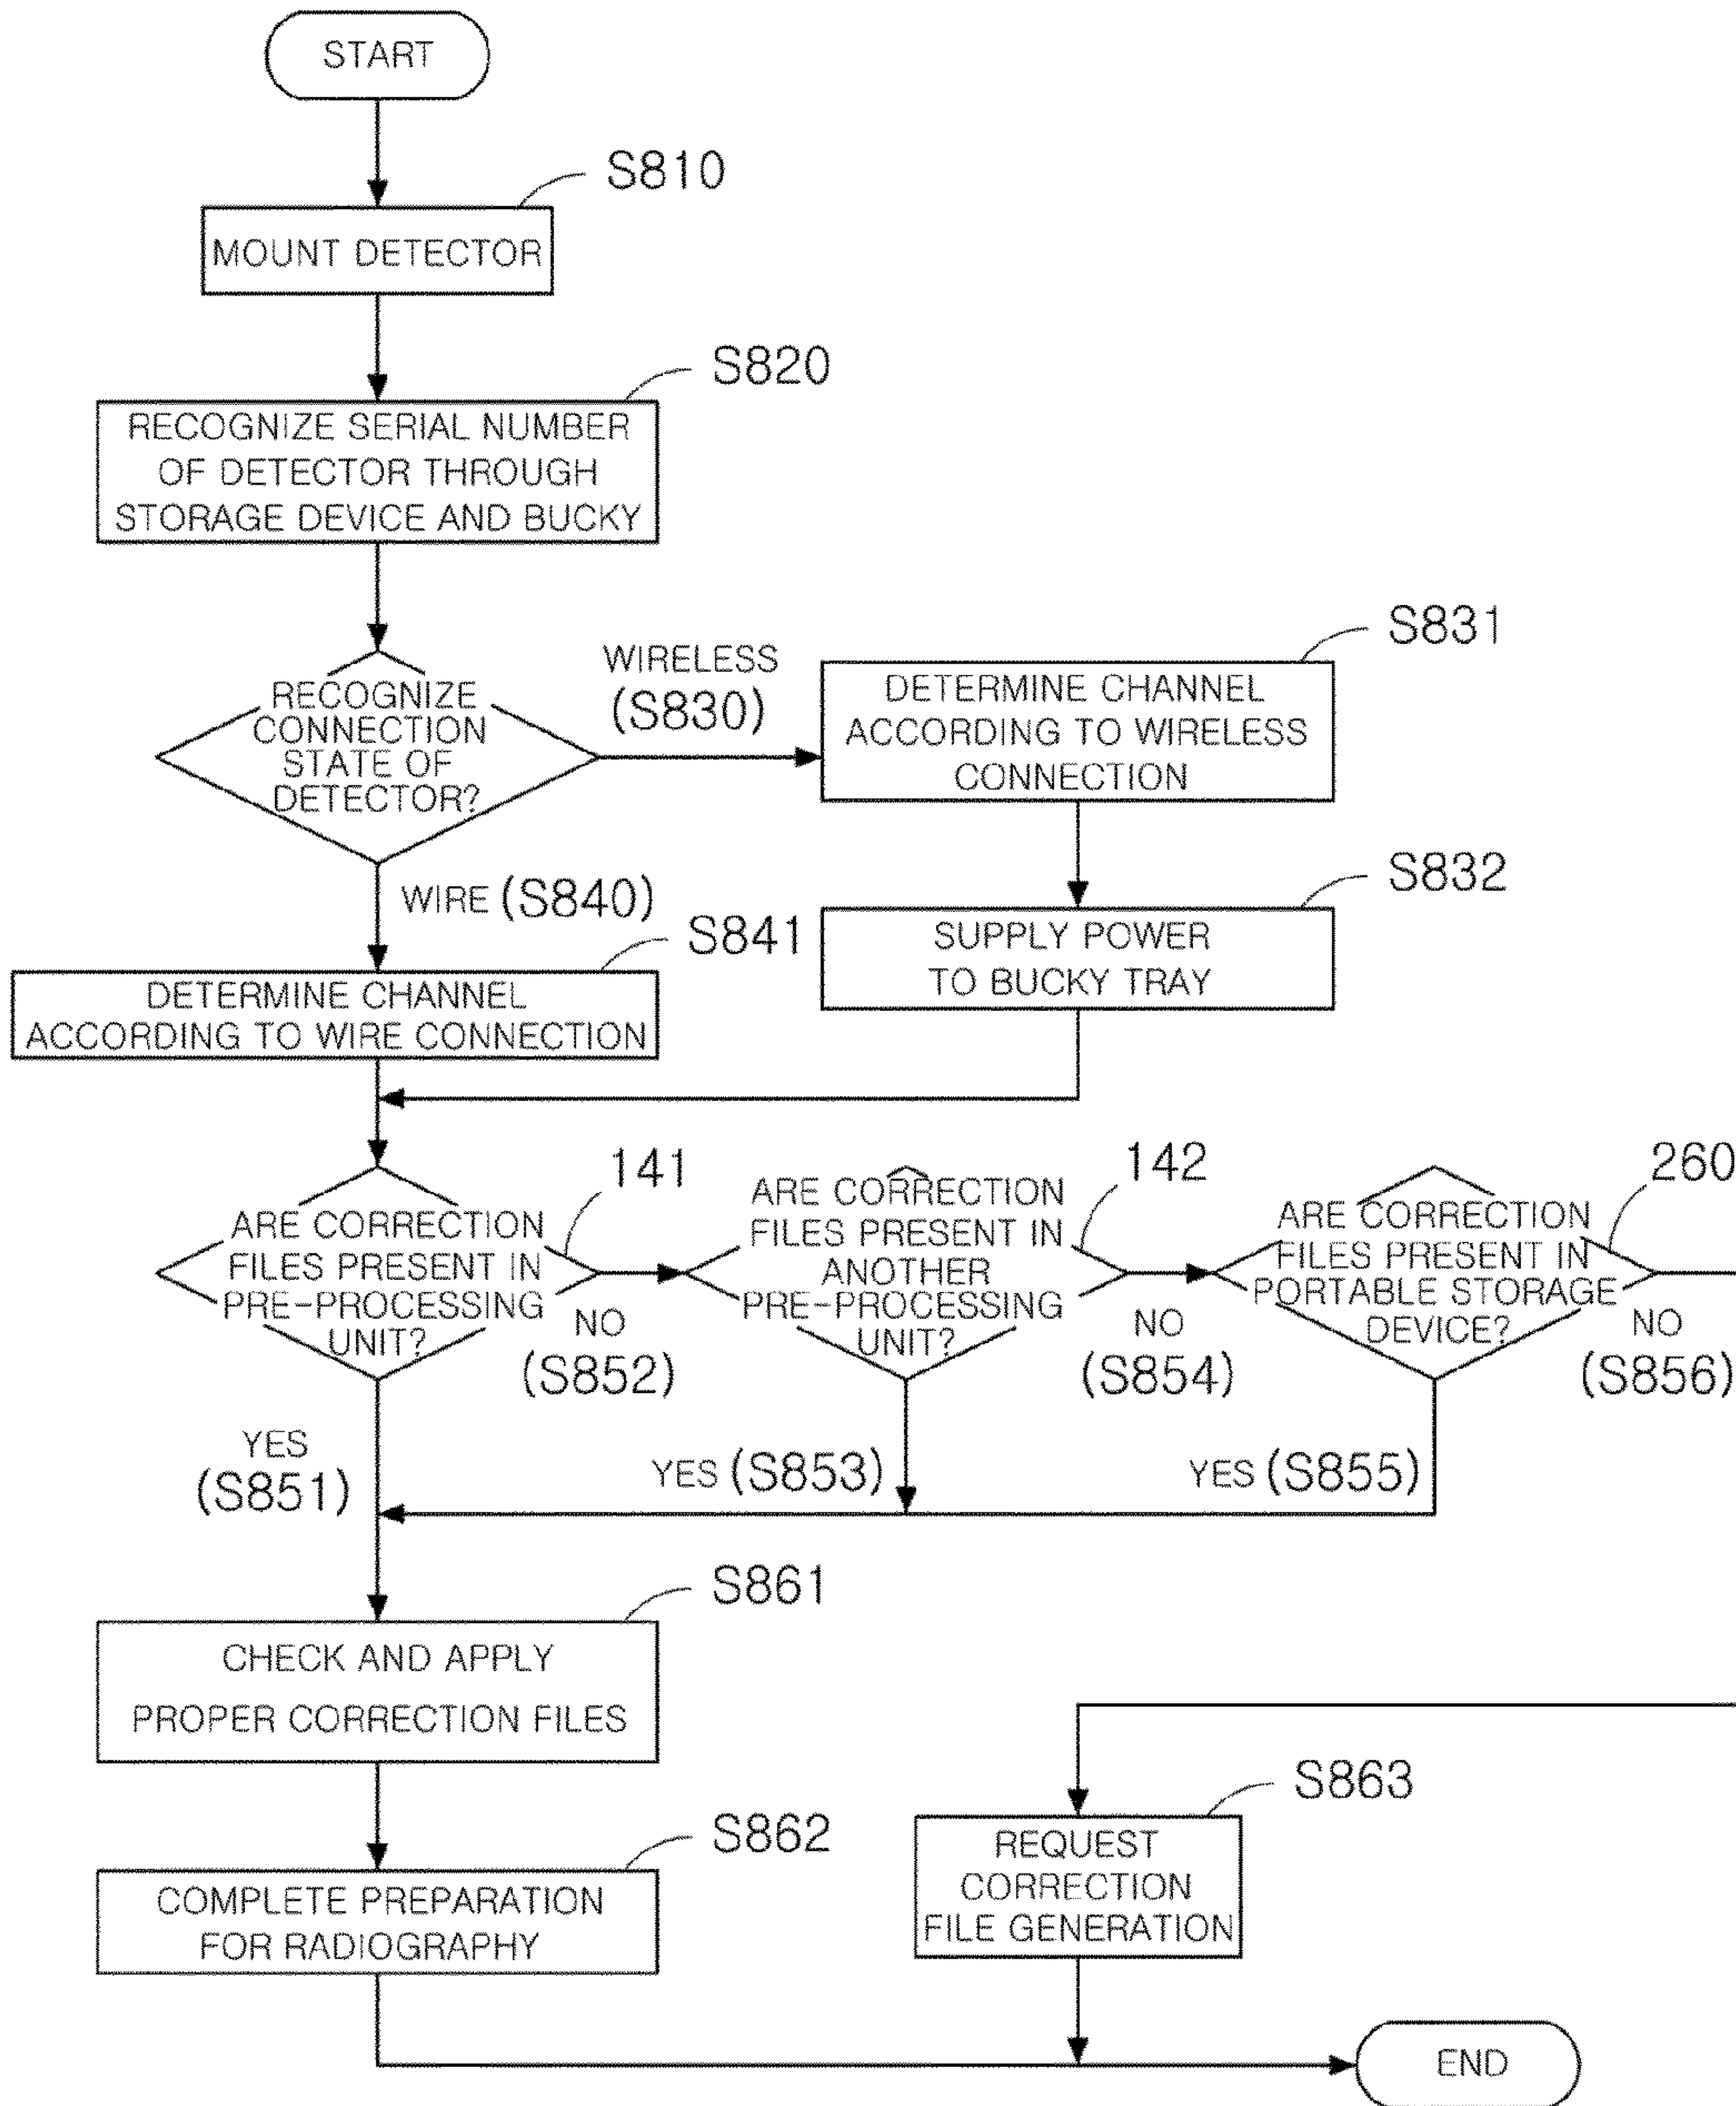 START
S810
MOUNT DETECTOR
S820
RECOGNIZE SERIAL NUMBER
OF DETECTOR THROUGH
STORAGE DEVICE AND BUCKY
RECOGNIZE
CONNECTION
STATE OF
DETECTOR?
WIRELESS
(S830)
S831
DETERMINE CHANNEL
ACCORDING TO WIRELESS
CONNECTION
S832
SUPPLY POWER
TO BUCKY TRAY
WIRE (S840)
S841
DETERMINE CHANNEL
ACCORDING TO WIRE CONNECTION
141
ARE CORRECTION
FILES PRESENT IN
PRE-PROCESSING
UNIT?
NO
(S852)
142
ARE CORRECTION
FILES PRESENT IN
ANOTHER
PRE-PROCESSING
UNIT?
NO
(S854)
260
ARE CORRECTION
FILES PRESENT IN
PORTABLE STORAGE
DEVICE?
NO
(S856)
YES
(S851)
YES (S853)
YES (S855)
S861
CHECK AND APPLY
PROPER CORRECTION FILES
S862
COMPLETE PREPARATION
FOR RADIOGRAPHY
S863
REQUEST
CORRECTION
FILE GENERATION
END